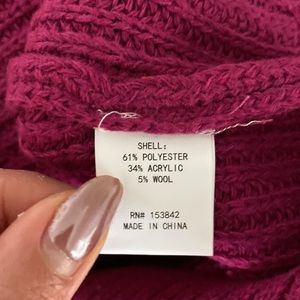 SHELL:
61% POLYESTER
34% ACRYLIC
5% WOOL
RN# 153842
MADE IN CHINA